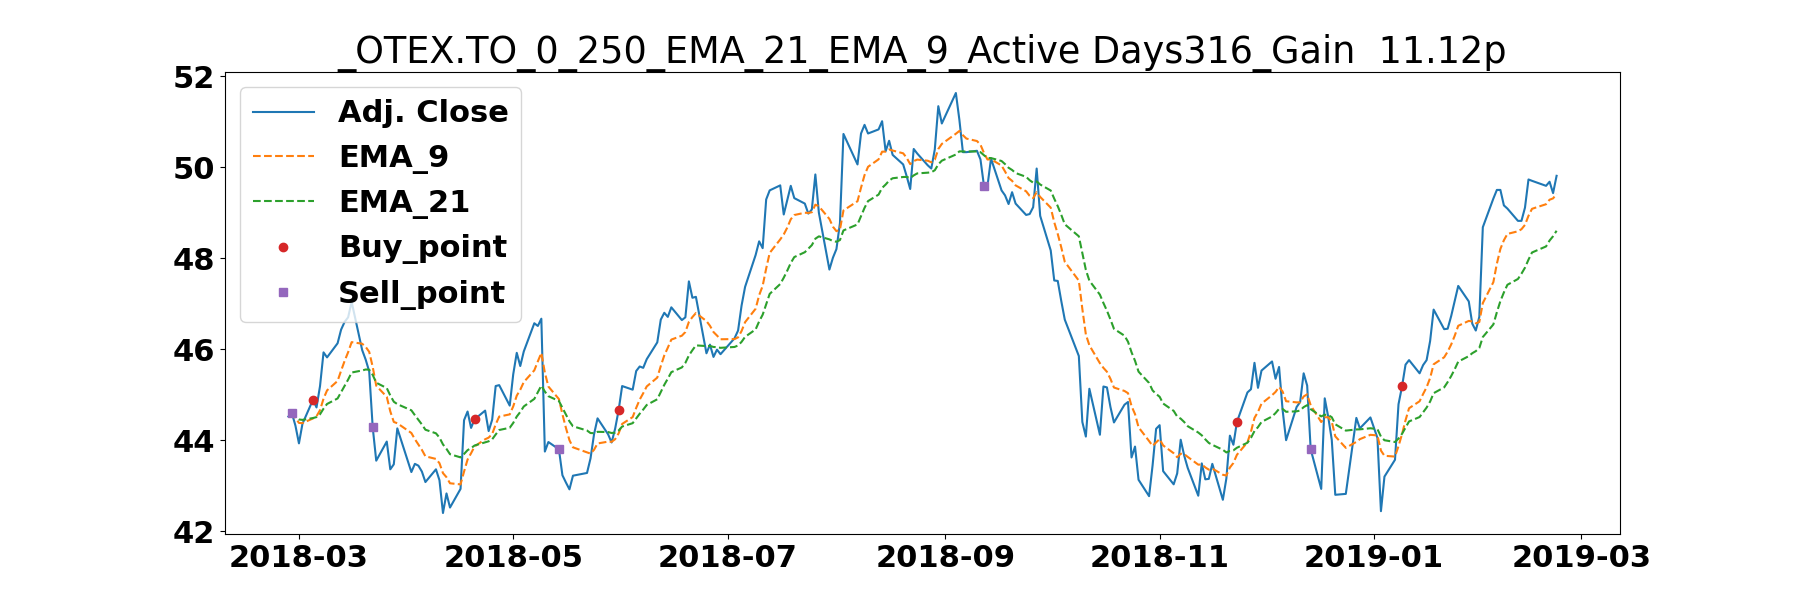 _OTEX.TO_0_250_EMA_21_EMA_9_Active Days316_Gain  11.12p
52
50
48
46
44
42
Adj. Close
EMA_9
EMA_21
Buy_point
Sell_point
2018-03 2018-05 2018-07 2018-09 2018-11 2019-01 2019-03